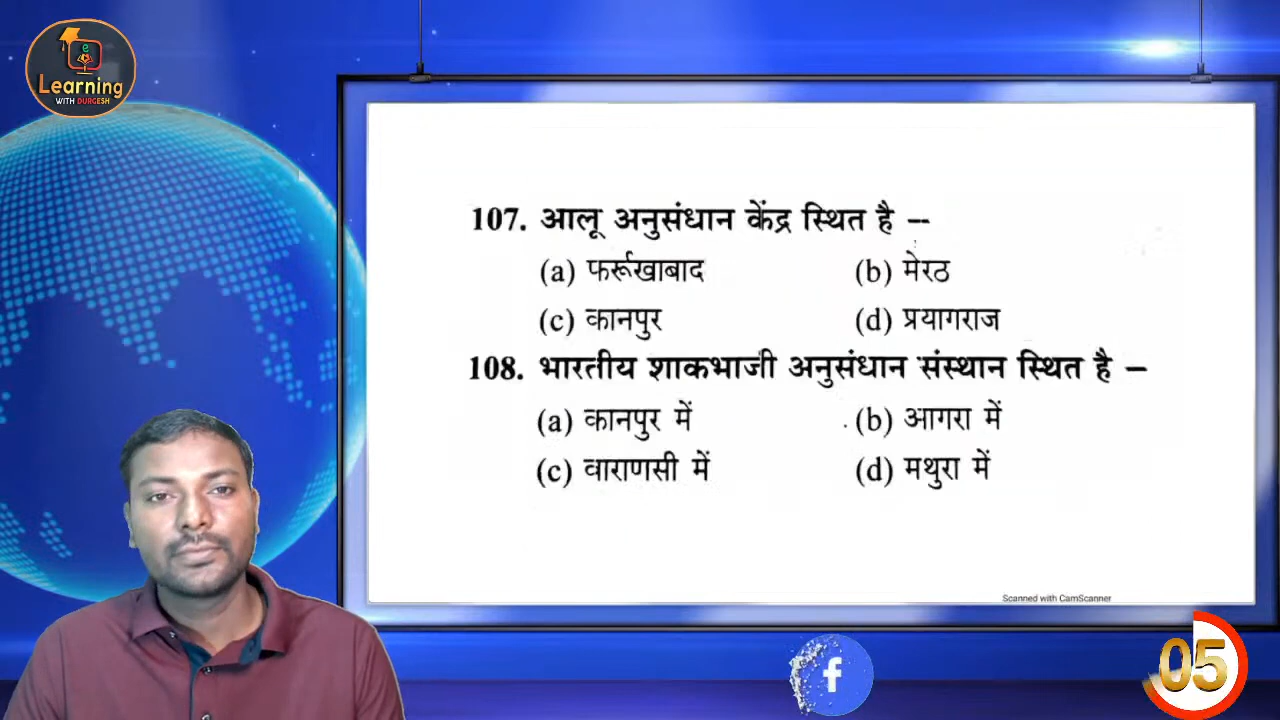 e
Learning
WITH DURGESH
107. आलू अनुसंधान केंद्र स्थित है –
(a) फर्रूखाबाद (b) मेरठ
(c) कानपुर (d) प्रयागराज
108. भारतीय शाकभाजी अनुसंधान संस्थान स्थित है –
(a) कानपुर में (b) आगरा में
(c) वाराणसी में (d) मथुरा में
Scanned with CamScanner
f
05